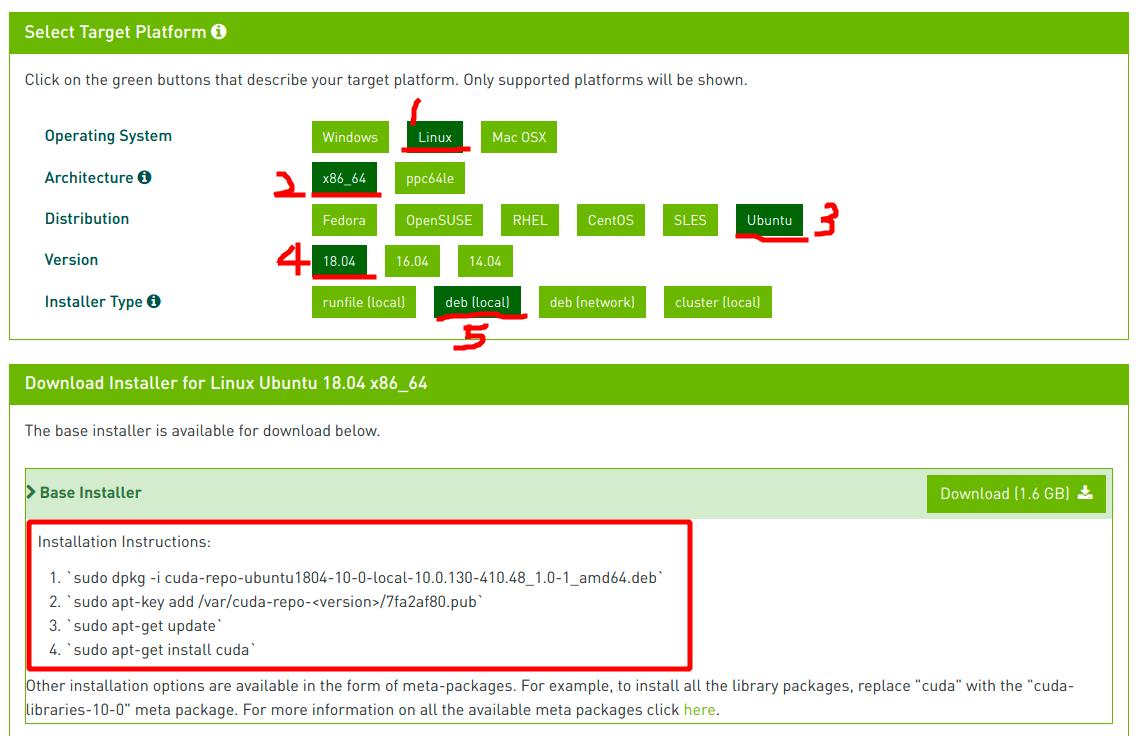 Select Target Platform
Click on the green buttons that describe your target platform. Only supported platforms will be shown.
1
Operating System Windows Linux Mac OSX
2
Architecture x86_64 ppc64le
Distribution Fedora OpenSUSE RHEL CentOS SLES Ubuntu 3
Version 4 18.04 16.04 14.04
Installer Type runfile (local) deb (local) deb (network) cluster (local)
5
Download Installer for Linux Ubuntu 18.04 x86_64
The base installer is available for download below.
Base Installer Download (1.6 GB)
Installation Instructions:
1. `sudo dpkg -i cuda-repo-ubuntu1804-10-0-local-10.0.130-410.48_1.0-1_amd64.deb`
2. `sudo apt-key add /var/cuda-repo-<version>/7fa2af80.pub`
3. `sudo apt-get update`
4. `sudo apt-get install cuda`
Other installation options are available in the form of meta-packages. For example, to install all the library packages, replace "cuda" with the "cuda-
libraries-10-0" meta package. For more information on all the available meta packages click here.